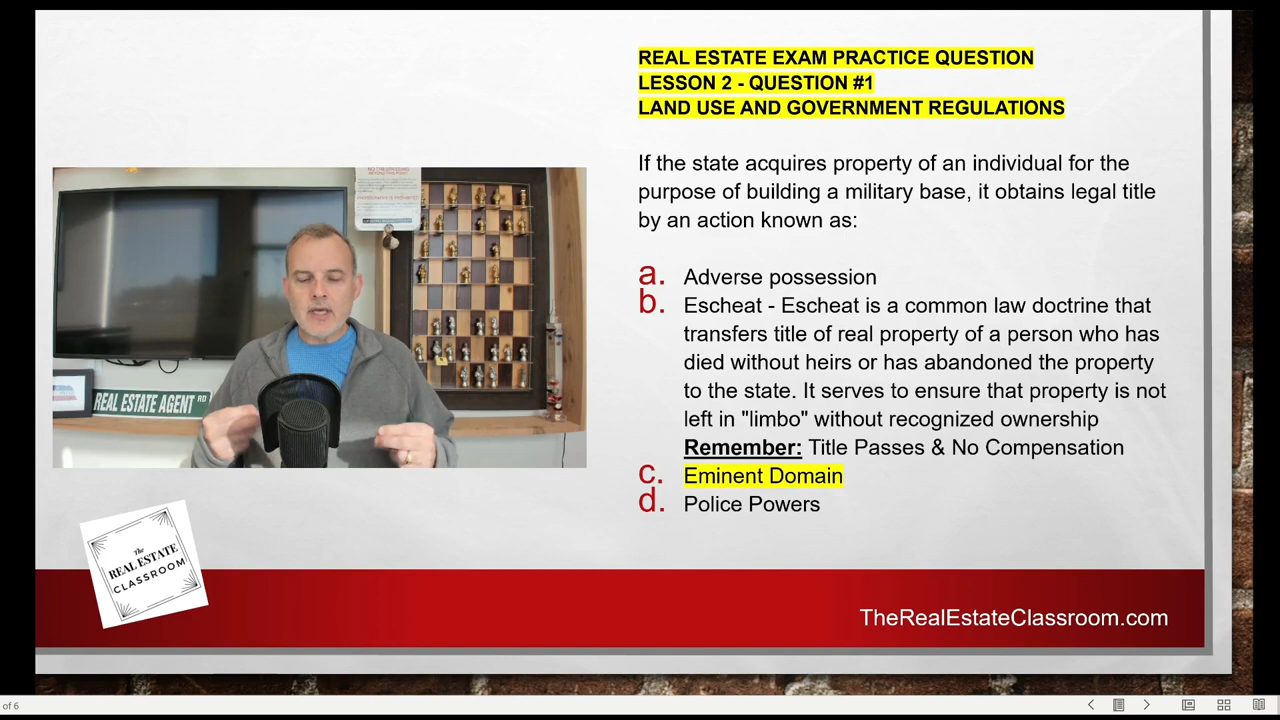 REAL ESTATE EXAM PRACTICE QUESTION
LESSON 2 - QUESTION #1
LAND USE AND GOVERNMENT REGULATIONS
If the state acquires property of an individual for the
purpose of building a military base, it obtains legal title
by an action known as:
a. Adverse possession
b. Escheat - Escheat is a common law doctrine that
transfers title of real property of a person who has
died without heirs or has abandoned the property
to the state. It serves to ensure that property is not
left in "limbo" without recognized ownership
Remember: Title Passes & No Compensation
c. Eminent Domain
d. Police Powers
REAL ESTATE AGENT RD
The
REAL ESTATE
CLASSROOM
TheRealEstateClassroom.com
of 6